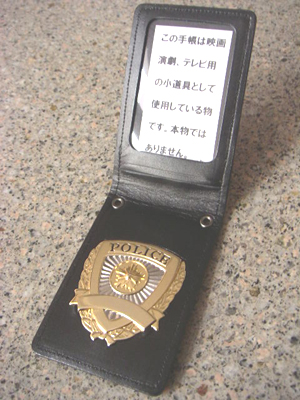 この手帳は映画
演劇、テレビ用
の小道具として
使用している物
です。本物では
ありません。
POLICE